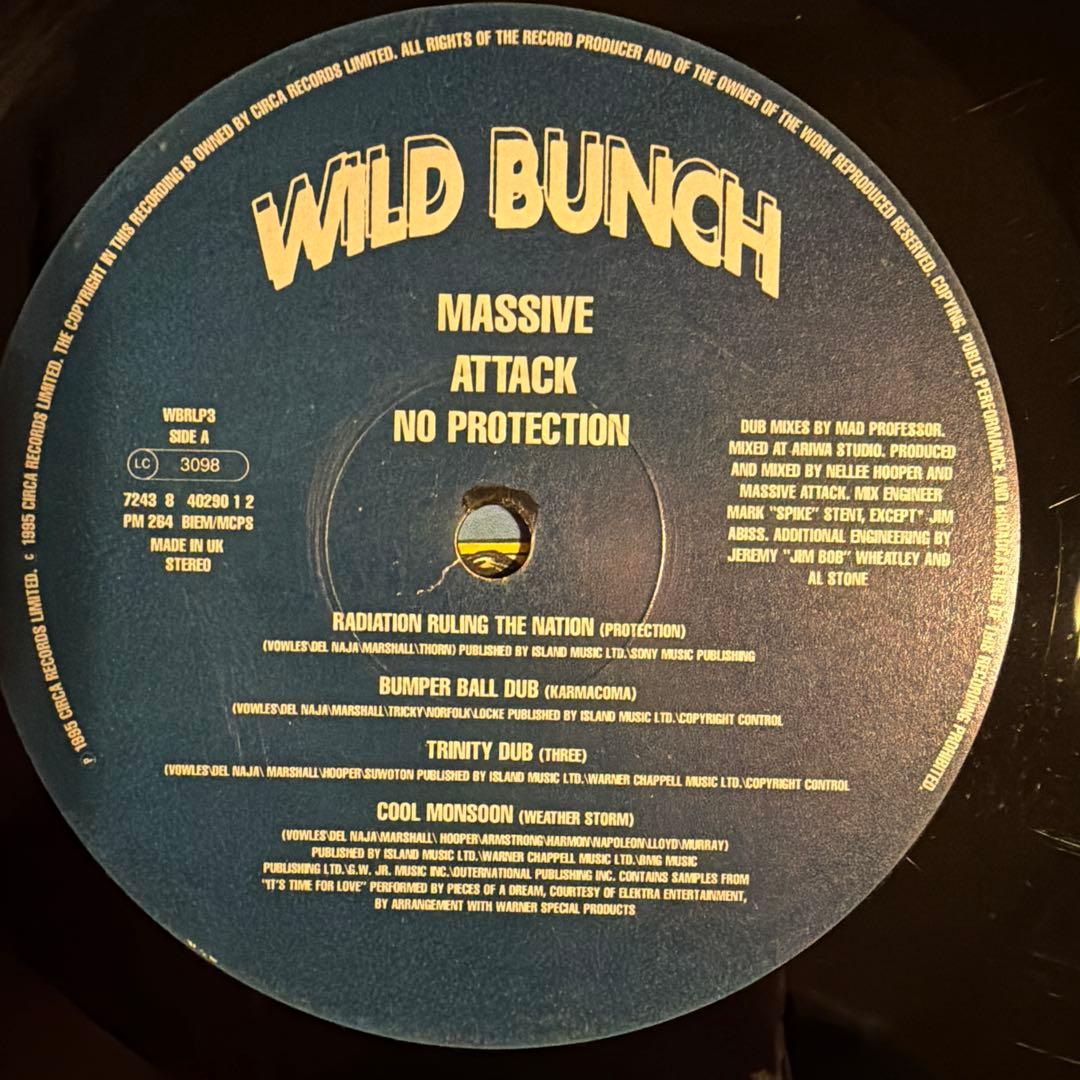 ℗ 1995 CIRCA RECORDS LIMITED. © 1995 CIRCA RECORDS LIMITED. THE COPYRIGHT IN THIS RECORDING IS OWNED BY CIRCA RECORDS LIMITED. ALL RIGHTS OF THE RECORD PRODUCER AND OF THE OWNER OF THE WORK REPRODUCED RESERVED. COPYING, PUBLIC PERFORMANCE AND BROADCASTING OF THIS RECORDING PROHIBITED.
WILD BUNCH
MASSIVE
ATTACK
NO PROTECTION
WBRLP3
SIDE A
LC 3098
7243 8 40290 1 2
PM 264 BIEM/MCPS
MADE IN UK
STEREO
DUB MIXES BY MAD PROFESSOR.
MIXED AT ARIWA STUDIO. PRODUCED
AND MIXED BY NELLEE HOOPER AND
MASSIVE ATTACK. MIX ENGINEER
MARK "SPIKE" STENT, EXCEPT* JIM
ABISS. ADDITIONAL ENGINEERING BY
JEREMY "JIM BOB" WHEATLEY AND
AL STONE
RADIATION RULING THE NATION (PROTECTION)
(VOWLES\DEL NAJA\MARSHALL\THORN) PUBLISHED BY ISLAND MUSIC LTD.\SONY MUSIC PUBLISHING
BUMPER BALL DUB (KARMACOMA)
(VOWLES\DEL NAJA\MARSHALL\TRICKY\NORFOLK\LOCKE PUBLISHED BY ISLAND MUSIC LTD.\COPYRIGHT CONTROL
TRINITY DUB (THREE)
(VOWLES\DEL NAJA\ MARSHALL\HOOPER\SUWOTON PUBLISHED BY ISLAND MUSIC LTD.\WARNER CHAPPELL MUSIC LTD.\COPYRIGHT CONTROL
COOL MONSOON (WEATHER STORM)
(VOWLES\DEL NAJA\MARSHALL\ HOOPER\ARMSTRONG\HARMON\NAPOLEON\LLOYD\MURRAY)
PUBLISHED BY ISLAND MUSIC LTD.\WARNER CHAPPELL MUSIC LTD.\BMG MUSIC
PUBLISHING LTD.\G.W. JR. MUSIC INC.\OUTERNATIONAL PUBLISHING INC. CONTAINS SAMPLES FROM
"IT'S TIME FOR LOVE" PERFORMED BY PIECES OF A DREAM, COURTESY OF ELEKTRA ENTERTAINMENT,
BY ARRANGEMENT WITH WARNER SPECIAL PRODUCTS